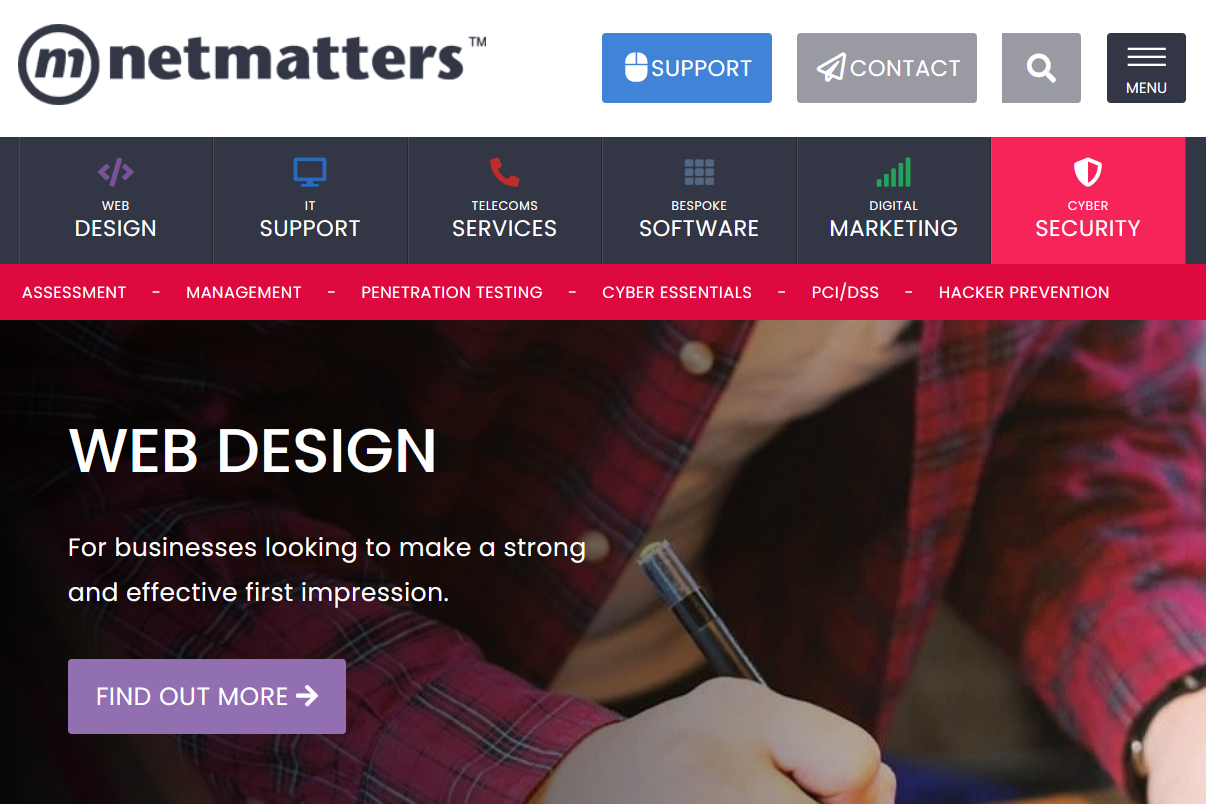 m netmatters™
SUPPORT
CONTACT
MENU
WEB
DESIGN
IT
SUPPORT
TELECOMS
SERVICES
BESPOKE
SOFTWARE
DIGITAL
MARKETING
CYBER
SECURITY
ASSESSMENT - MANAGEMENT - PENETRATION TESTING - CYBER ESSENTIALS - PCI/DSS - HACKER PREVENTION
WEB DESIGN
For businesses looking to make a strong
and effective first impression.
FIND OUT MORE